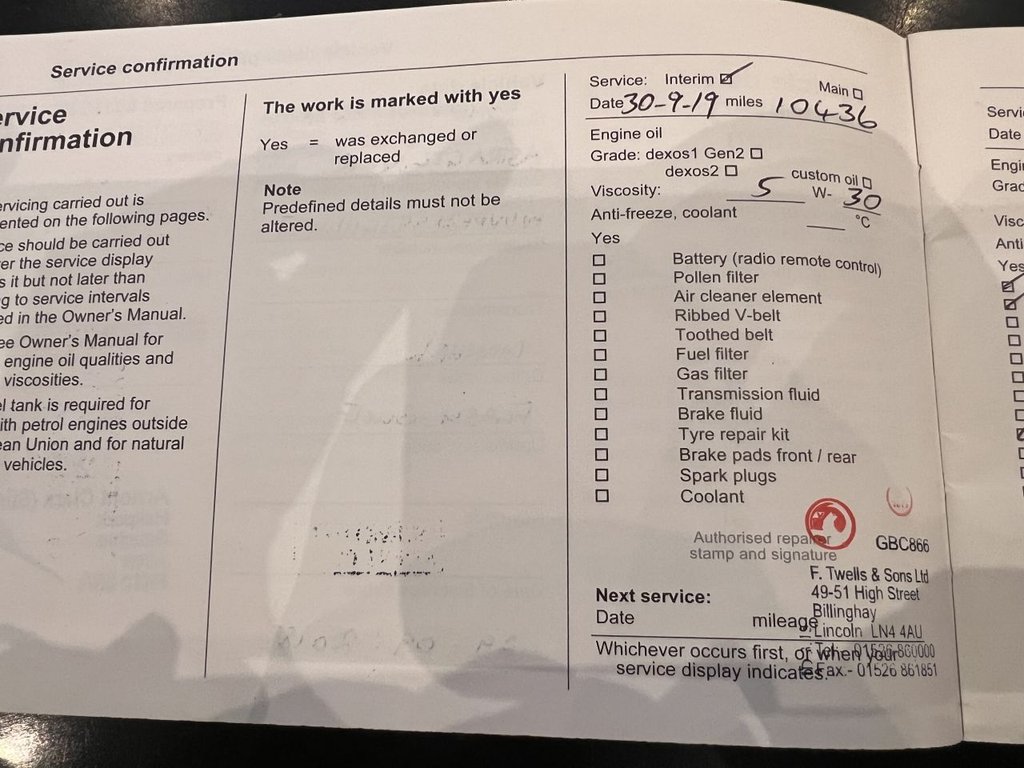 Service confirmation
ervice
nfirmation
ervicing carried out is
ented on the following pages.
ce should be carried out
er the service display
s it but not later than
g to service intervals
ed in the Owner's Manual.
ee Owner's Manual for
engine oil qualities and
viscosities.
el tank is required for
ith petrol engines outside
ean Union and for natural
vehicles.
The work is marked with yes
Yes = was exchanged or
replaced
Note
Predefined details must not be
altered.
Service: Interim ☑ Main ☐
Date 30-9-19 miles 10436
Engine oil
Grade: dexos1 Gen2 ☐
dexos2 ☐ custom oil ☐
Viscosity: 5 W- 30
Anti-freeze, coolant ___ °C
Yes
☐ Battery (radio remote control)
☐ Pollen filter
☐ Air cleaner element
☐ Ribbed V-belt
☐ Toothed belt
☐ Fuel filter
☐ Gas filter
☐ Transmission fluid
☐ Brake fluid
☐ Tyre repair kit
☐ Brake pads front / rear
☐ Spark plugs
☐ Coolant
Authorised repairer
stamp and signature
GBC866
F. Twells & Sons Ltd
49-51 High Street
Billinghay
Lincoln LN4 4AU
Tel.- 01526 860000
Fax.- 01526 861851
Next service:
Date mileage
Whichever occurs first, or when your
service display indicates.
Servi
Date
Engi
Grad
Visc
Anti
Yes